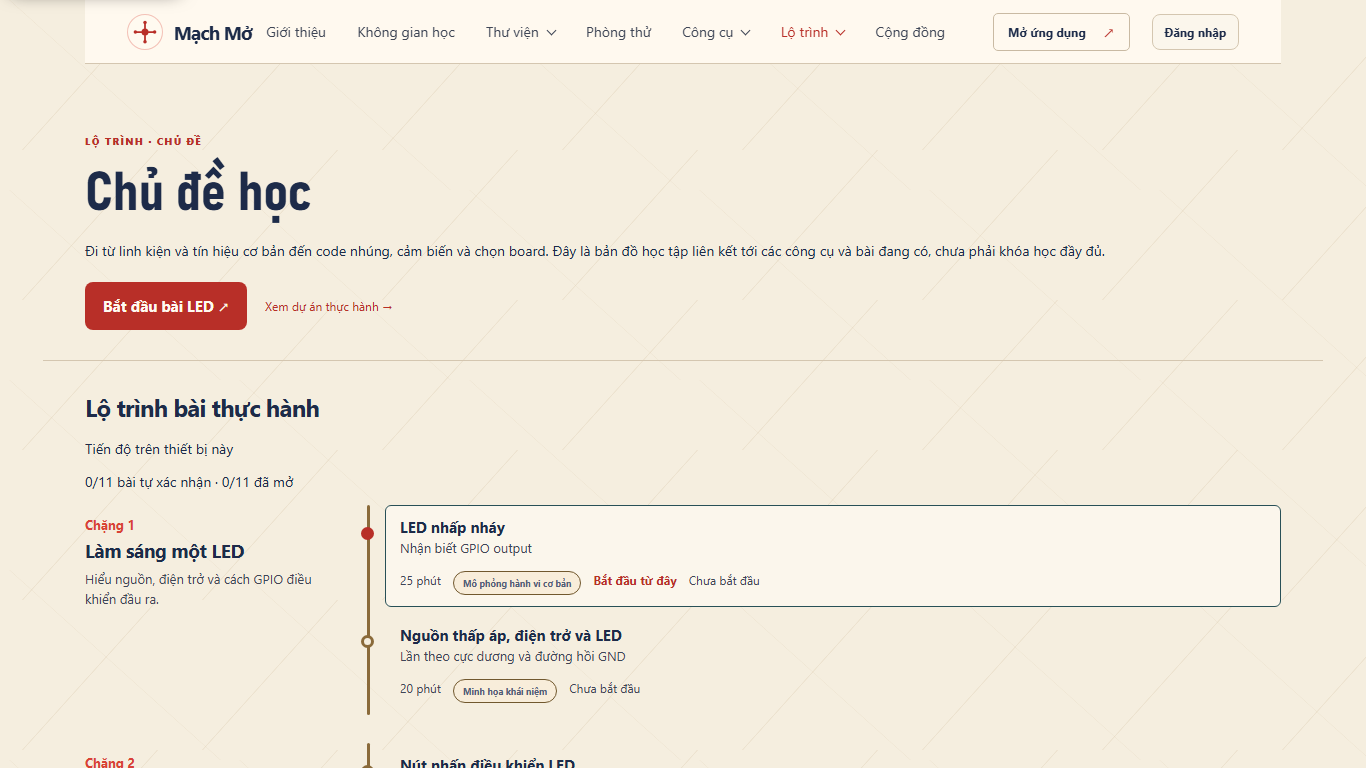 Mạch Mở
Giới thiệu
Không gian học
Thư viện
Phòng thử
Công cụ
Lộ trình
Cộng đồng
Mở ứng dụng ↗
Đăng nhập
LỘ TRÌNH · CHỦ ĐỀ
Chủ đề học
Đi từ linh kiện và tín hiệu cơ bản đến code nhúng, cảm biến và chọn board. Đây là bản đồ học tập liên kết tới các công cụ và bài đang có, chưa phải khóa học đầy đủ.
Bắt đầu bài LED ↗
Xem dự án thực hành →
Lộ trình bài thực hành
Tiến độ trên thiết bị này
0/11 bài tự xác nhận · 0/11 đã mở
Chặng 1
Làm sáng một LED
Hiểu nguồn, điện trở và cách GPIO điều
khiển đầu ra.
LED nhấp nháy
Nhận biết GPIO output
25 phút Mô phỏng hành vi cơ bản Bắt đầu từ đây Chưa bắt đầu
Nguồn thấp áp, điện trở và LED
Lần theo cực dương và đường hồi GND
20 phút Minh họa khái niệm Chưa bắt đầu
Chặng 2
Nút nhấn điều khiển LED